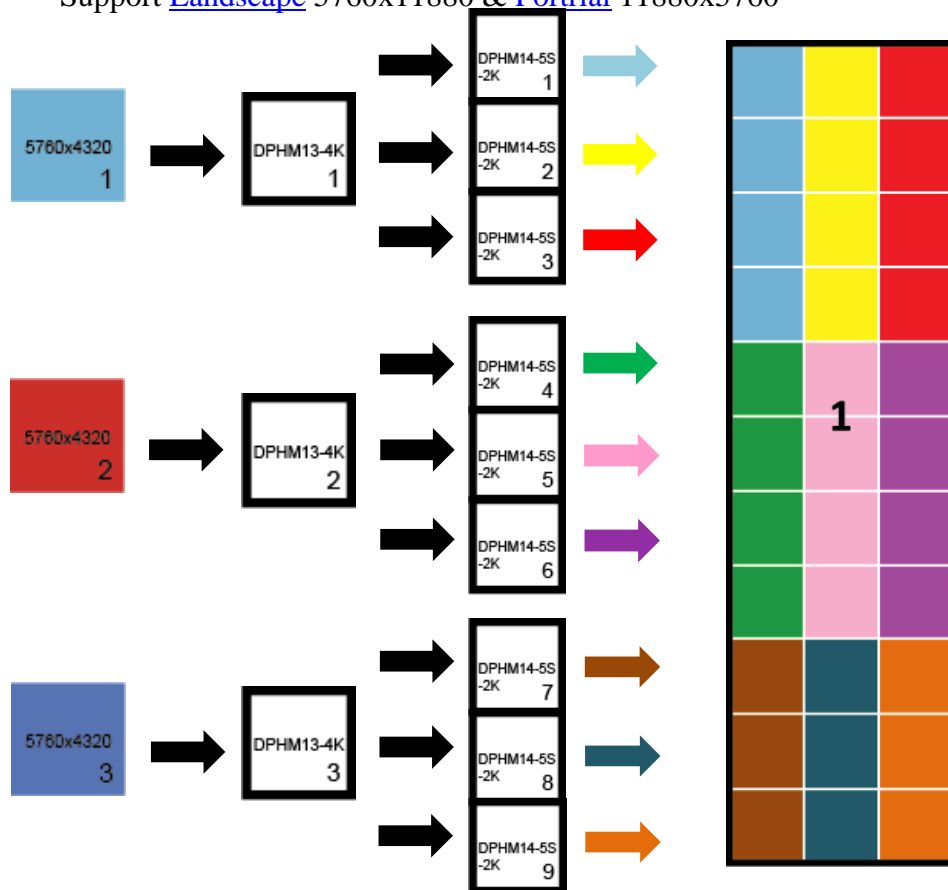 Support Landscape 5760x11880 & Portrial 11880x5760
5760x4320
1
DPHM13-4K
1
DPHM14-5S
-2K
1
DPHM14-5S
-2K
2
DPHM14-5S
-2K
3
5760x4320
2
DPHM13-4K
2
DPHM14-5S
-2K
4
DPHM14-5S
-2K
5
DPHM14-5S
-2K
6
5760x4320
3
DPHM13-4K
3
DPHM14-5S
-2K
7
DPHM14-5S
-2K
8
DPHM14-5S
-2K
9
1